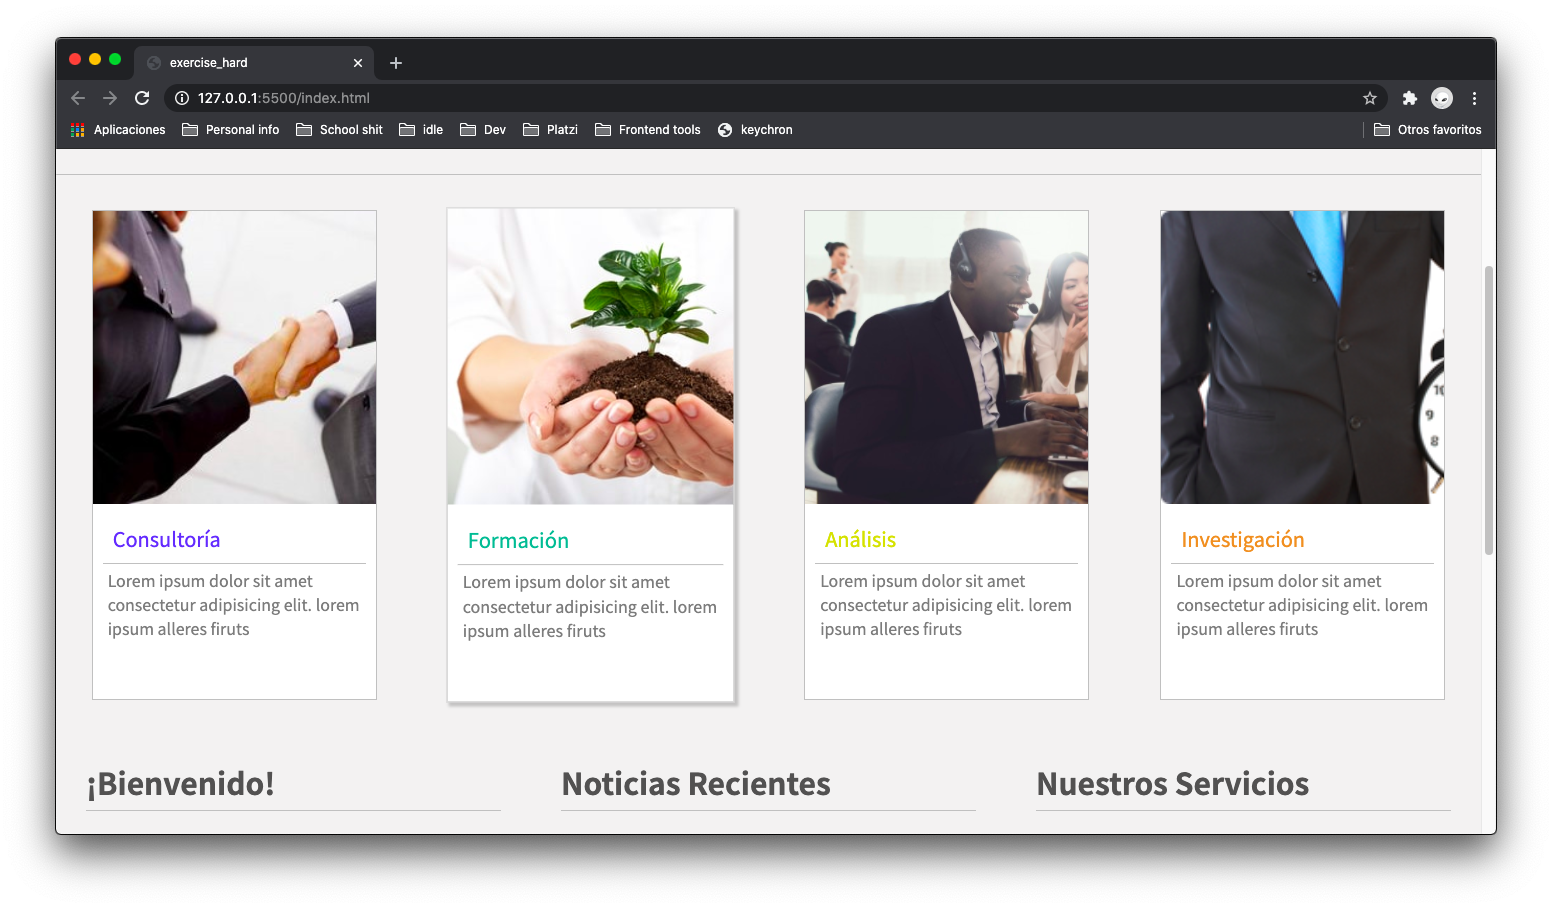 exercise_hard
127.0.0.1:5500/index.html
Aplicaciones Personal info School shit idle Dev Platzi Frontend tools keychron Otros favoritos
10
9
8
Consultoría
Lorem ipsum dolor sit amet
consectetur adipisicing elit. lorem
ipsum alleres firuts
Formación
Lorem ipsum dolor sit amet
consectetur adipisicing elit. lorem
ipsum alleres firuts
Análisis
Lorem ipsum dolor sit amet
consectetur adipisicing elit. lorem
ipsum alleres firuts
Investigación
Lorem ipsum dolor sit amet
consectetur adipisicing elit. lorem
ipsum alleres firuts
¡Bienvenido!
Noticias Recientes
Nuestros Servicios